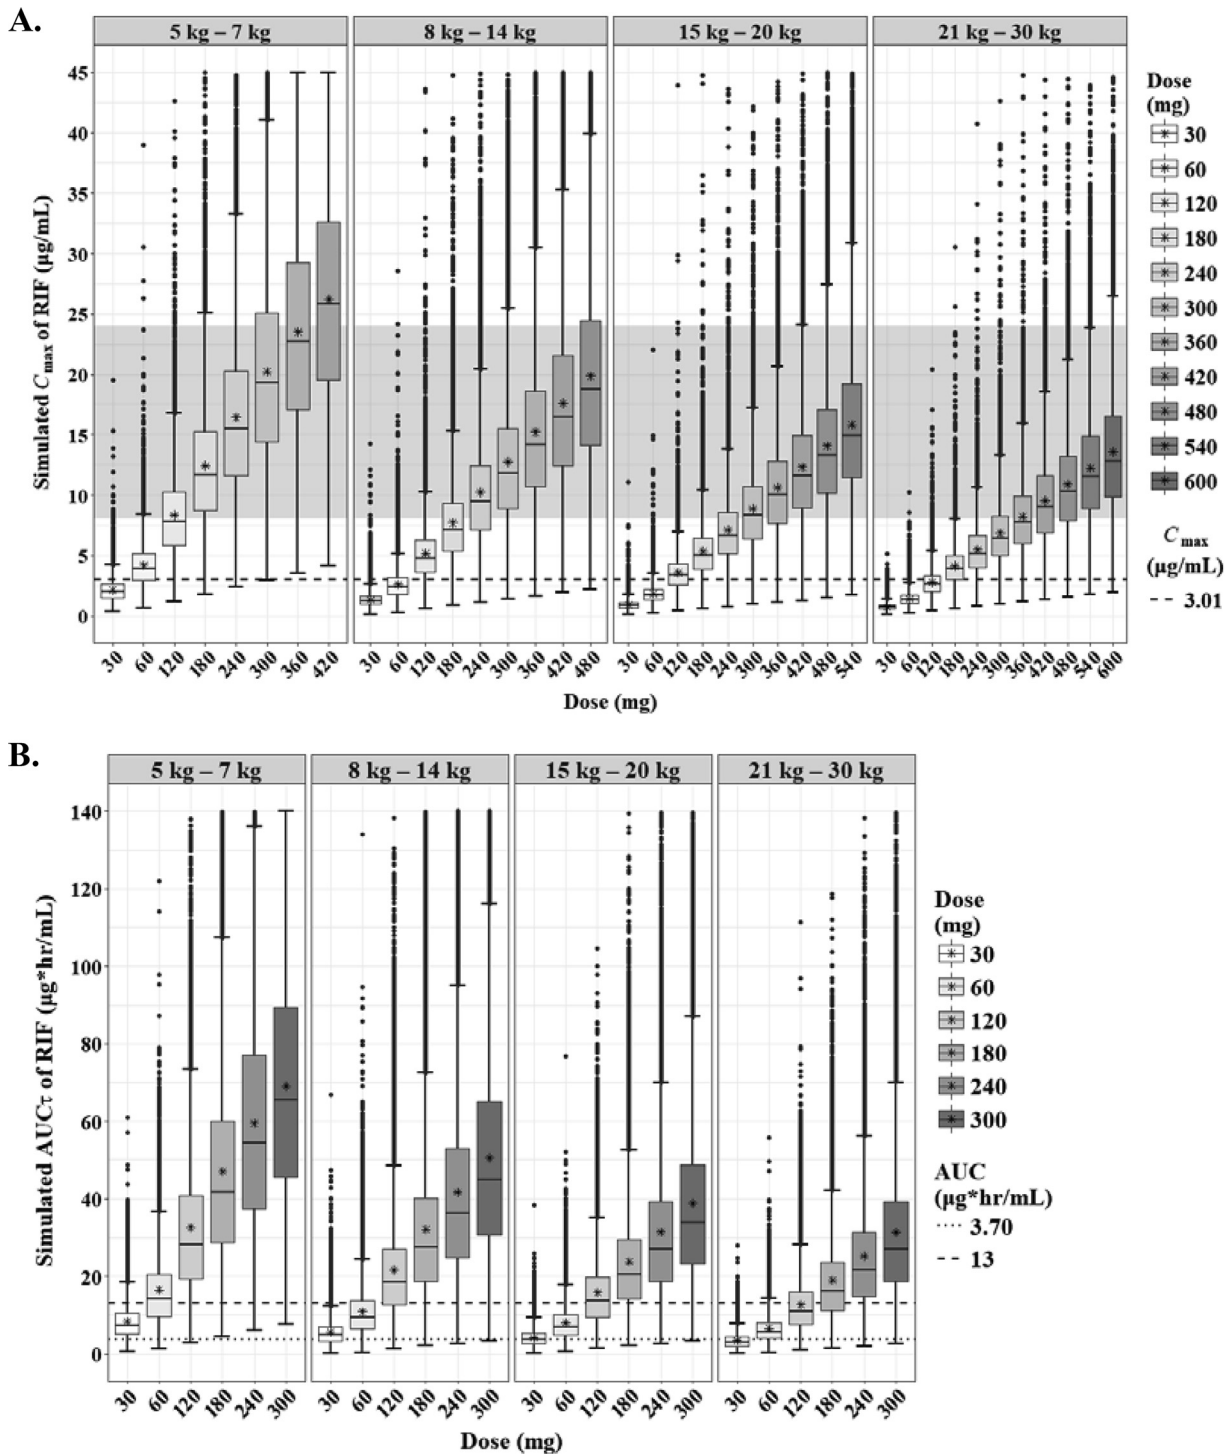 A.
5 kg – 7 kg
8 kg – 14 kg
15 kg – 20 kg
21 kg – 30 kg
Simulated Cmax of RIF (μg/mL)
45
40
35
30
25
20
15
10
5
0
30 60 120 180 240 300 360 420
30 60 120 180 240 300 360 420 480
30 60 120 180 240 300 360 420 480 540
30 60 120 180 240 300 360 420 480 540 600
Dose (mg)
Dose
(mg)
30
60
120
180
240
300
360
420
480
540
600
Cmax
(μg/mL)
3.01
B.
5 kg – 7 kg
8 kg – 14 kg
15 kg – 20 kg
21 kg – 30 kg
Simulated AUCτ of RIF (μg*hr/mL)
140
120
100
80
60
40
20
0
30 60 120 180 240 300
30 60 120 180 240 300
30 60 120 180 240 300
30 60 120 180 240 300
Dose (mg)
Dose
(mg)
30
60
120
180
240
300
AUC
(μg*hr/mL)
3.70
13